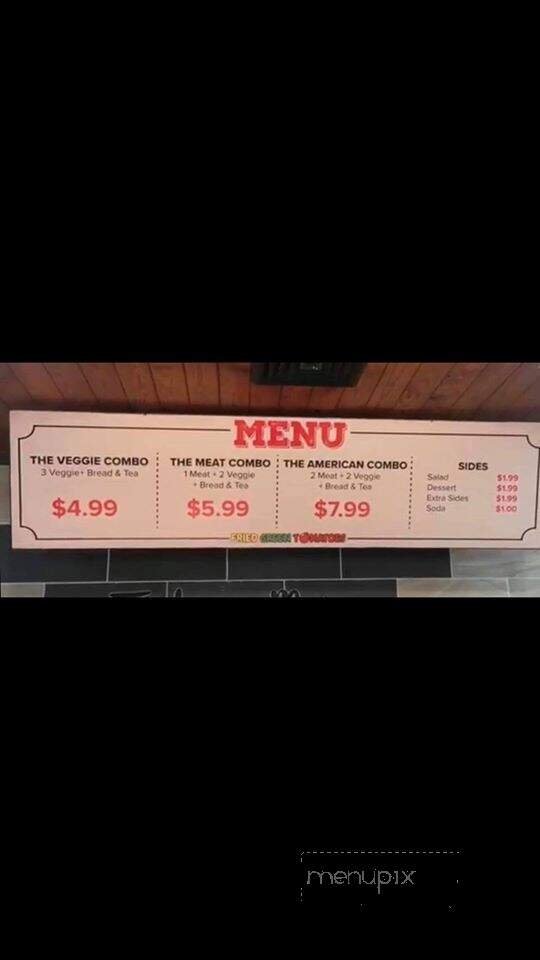 MENU
THE VEGGIE COMBO
3 Veggie+ Bread & Tea
$4.99
THE MEAT COMBO
1 Meat + 2 Veggie
+ Bread & Tea
$5.99
THE AMERICAN COMBO
2 Meat + 2 Veggie
+ Bread & Tea
$7.99
SIDES
Salad $1.99
Dessert $1.99
Extra Sides $1.99
Soda $1.00
FRIED GREEN TOMATOES
menupix